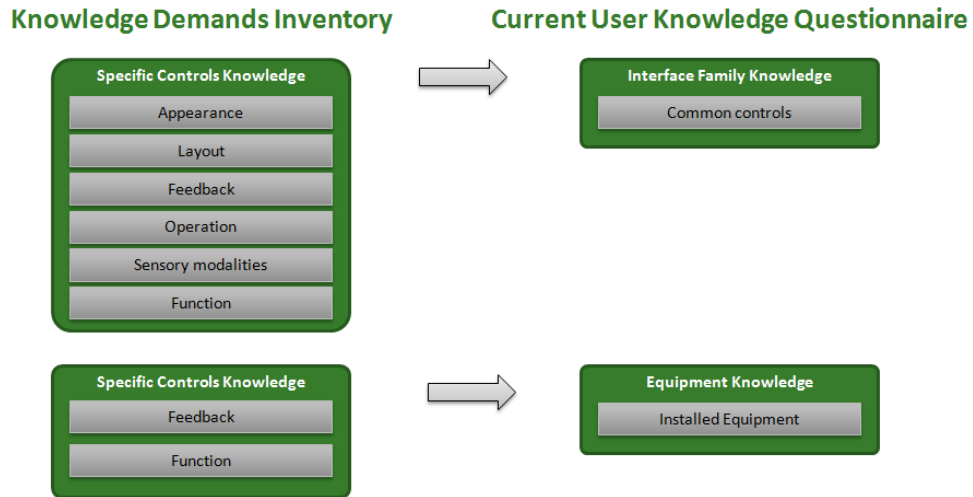 Knowledge Demands Inventory
Current User Knowledge Questionnaire
Specific Controls Knowledge
Appearance
Layout
Feedback
Operation
Sensory modalities
Function
Interface Family Knowledge
Common controls
Specific Controls Knowledge
Feedback
Function
Equipment Knowledge
Installed Equipment